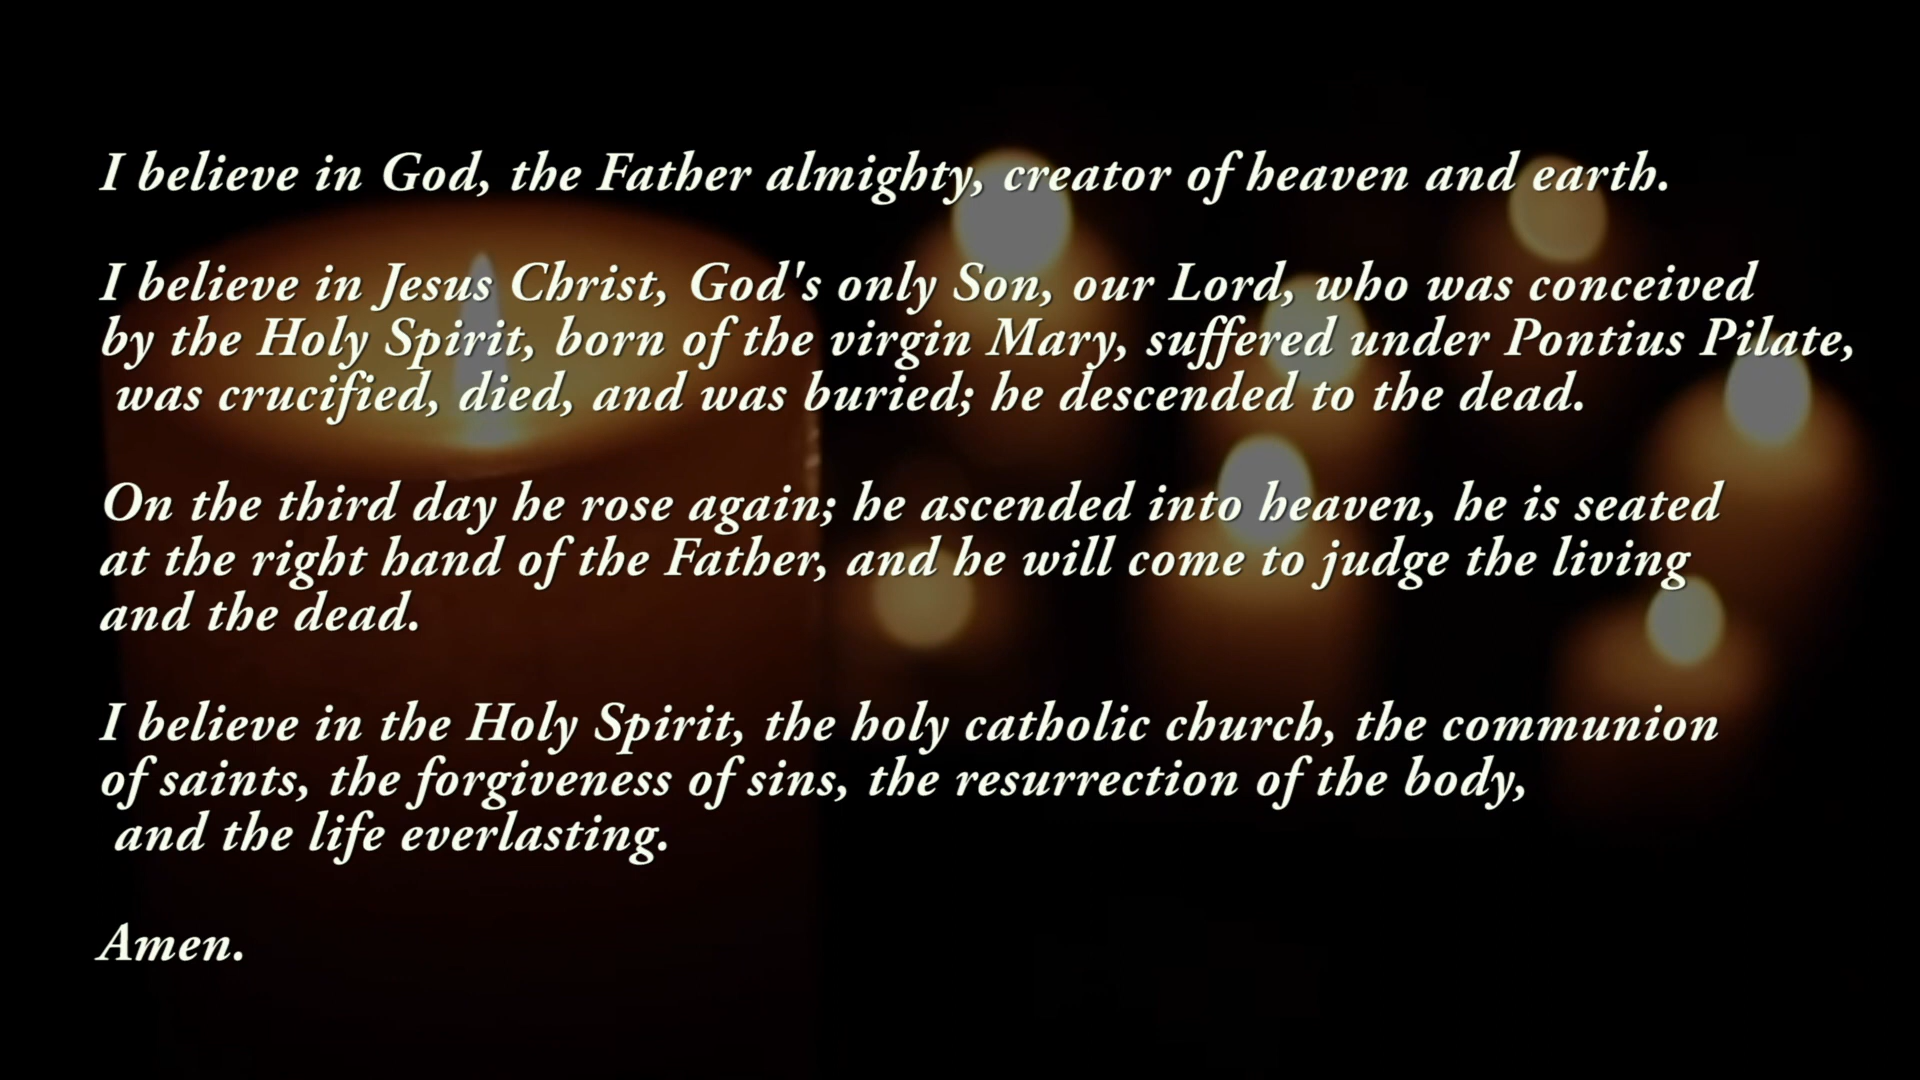 I believe in God, the Father almighty, creator of heaven and earth.
I believe in Jesus Christ, God's only Son, our Lord, who was conceived
by the Holy Spirit, born of the virgin Mary, suffered under Pontius Pilate,
was crucified, died, and was buried; he descended to the dead.
On the third day he rose again; he ascended into heaven, he is seated
at the right hand of the Father, and he will come to judge the living
and the dead.
I believe in the Holy Spirit, the holy catholic church, the communion
of saints, the forgiveness of sins, the resurrection of the body,
and the life everlasting.
Amen.